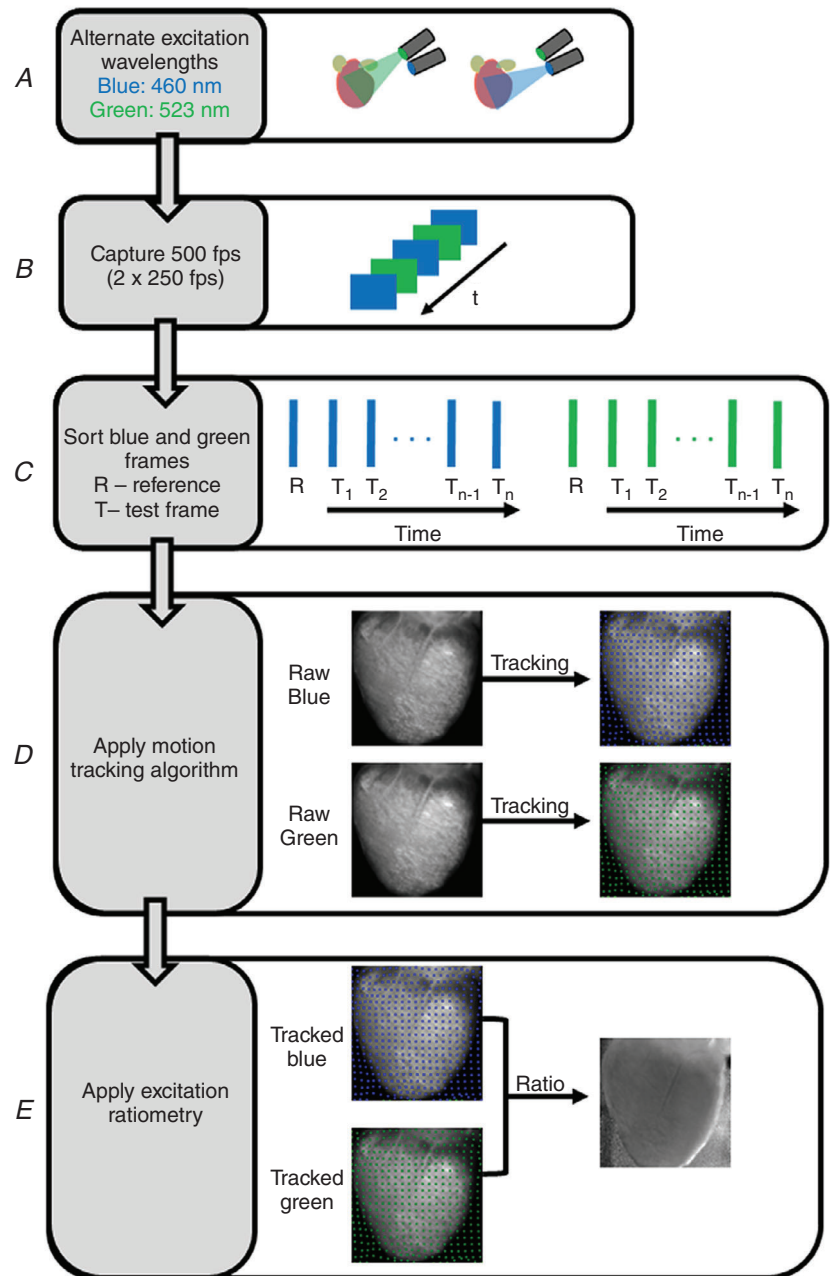 A
Alternate excitation
wavelengths
Blue: 460 nm
Green: 523 nm
B
Capture 500 fps
(2 x 250 fps)
t
C
Sort blue and green
frames
R – reference
T– test frame
R T1 T2 . . . Tn-1 Tn
Time
R T1 T2 . . . Tn-1 Tn
Time
D
Apply motion
tracking algorithm
Raw
Blue
Tracking
Raw
Green
Tracking
E
Apply excitation
ratiometry
Tracked
blue
Tracked
green
Ratio